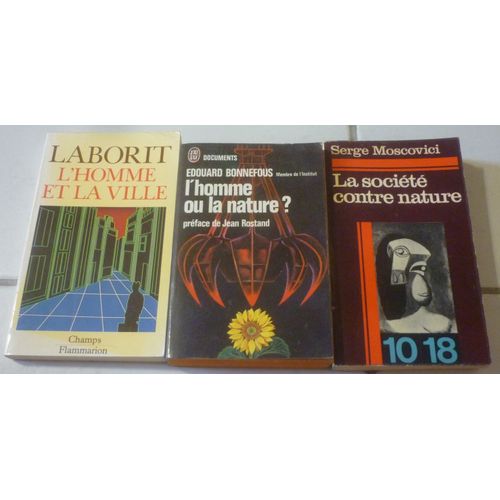 LABORIT
L'HOMME
ET LA VILLE
Champs
Flammarion
J'AI LU
DOCUMENTS
EDOUARD BONNEFOUS Membre de l'Institut
l'homme
ou la nature?
préface de Jean Rostand
Serge Moscovici
La société
contre nature
10 18